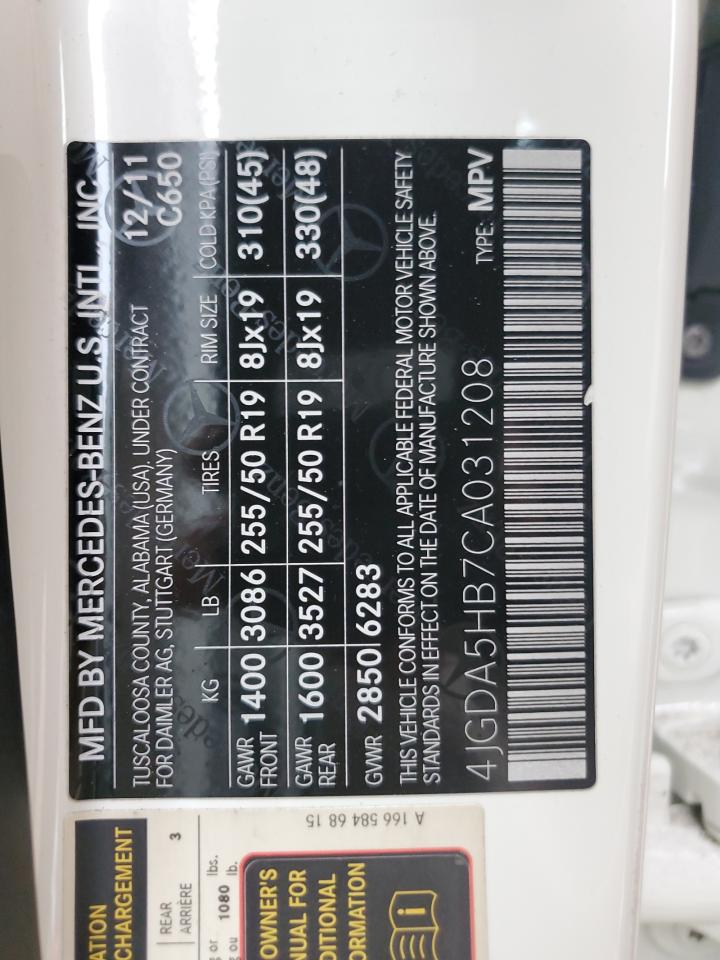 MFD BY MERCEDES-BENZ U.S. INTL., INC.
TUSCALOOSA COUNTY, ALABAMA (USA), UNDER CONTRACT
FOR DAIMLER AG, STUTTGART (GERMANY)
12/11
C650
KG LB TIRES RIM SIZE COLD KPA (PSI)
GAWR FRONT 1400 3086 255/50 R19 8Jx19 310(45)
GAWR REAR 1600 3527 255/50 R19 8Jx19 330(48)
GVWR 2850 6283
THIS VEHICLE CONFORMS TO ALL APPLICABLE FEDERAL MOTOR VEHICLE SAFETY
STANDARDS IN EFFECT ON THE DATE OF MANUFACTURE SHOWN ABOVE.
4JGDA5HB7CA031208 TYPE: MPV
ATION
CHARGEMENT
REAR
ARRIÈRE
3
or 1080 lbs.
ou lb.
OWNER'S
NUAL FOR
DITIONAL
ORMATION
A 166 584 68 15